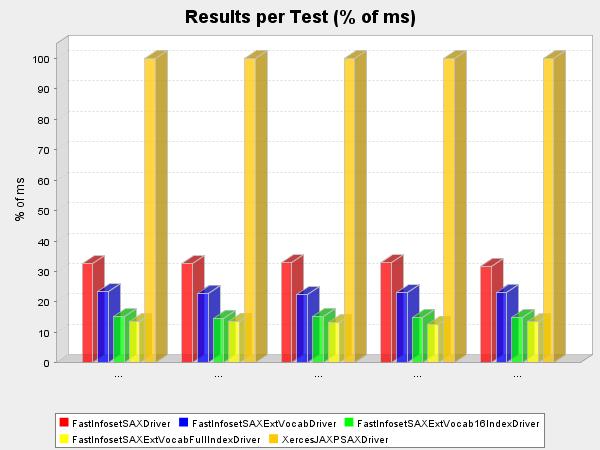 Results per Test (% of ms)
% of ms
100
90
80
70
60
50
40
30
20
10
0
... ... ... ... ...
FastInfosetSAXDriver FastInfosetSAXExtVocabDriver FastInfosetSAXExtVocab16IndexDriver
FastInfosetSAXExtVocabFullIndexDriver XercesJAXPSAXDriver